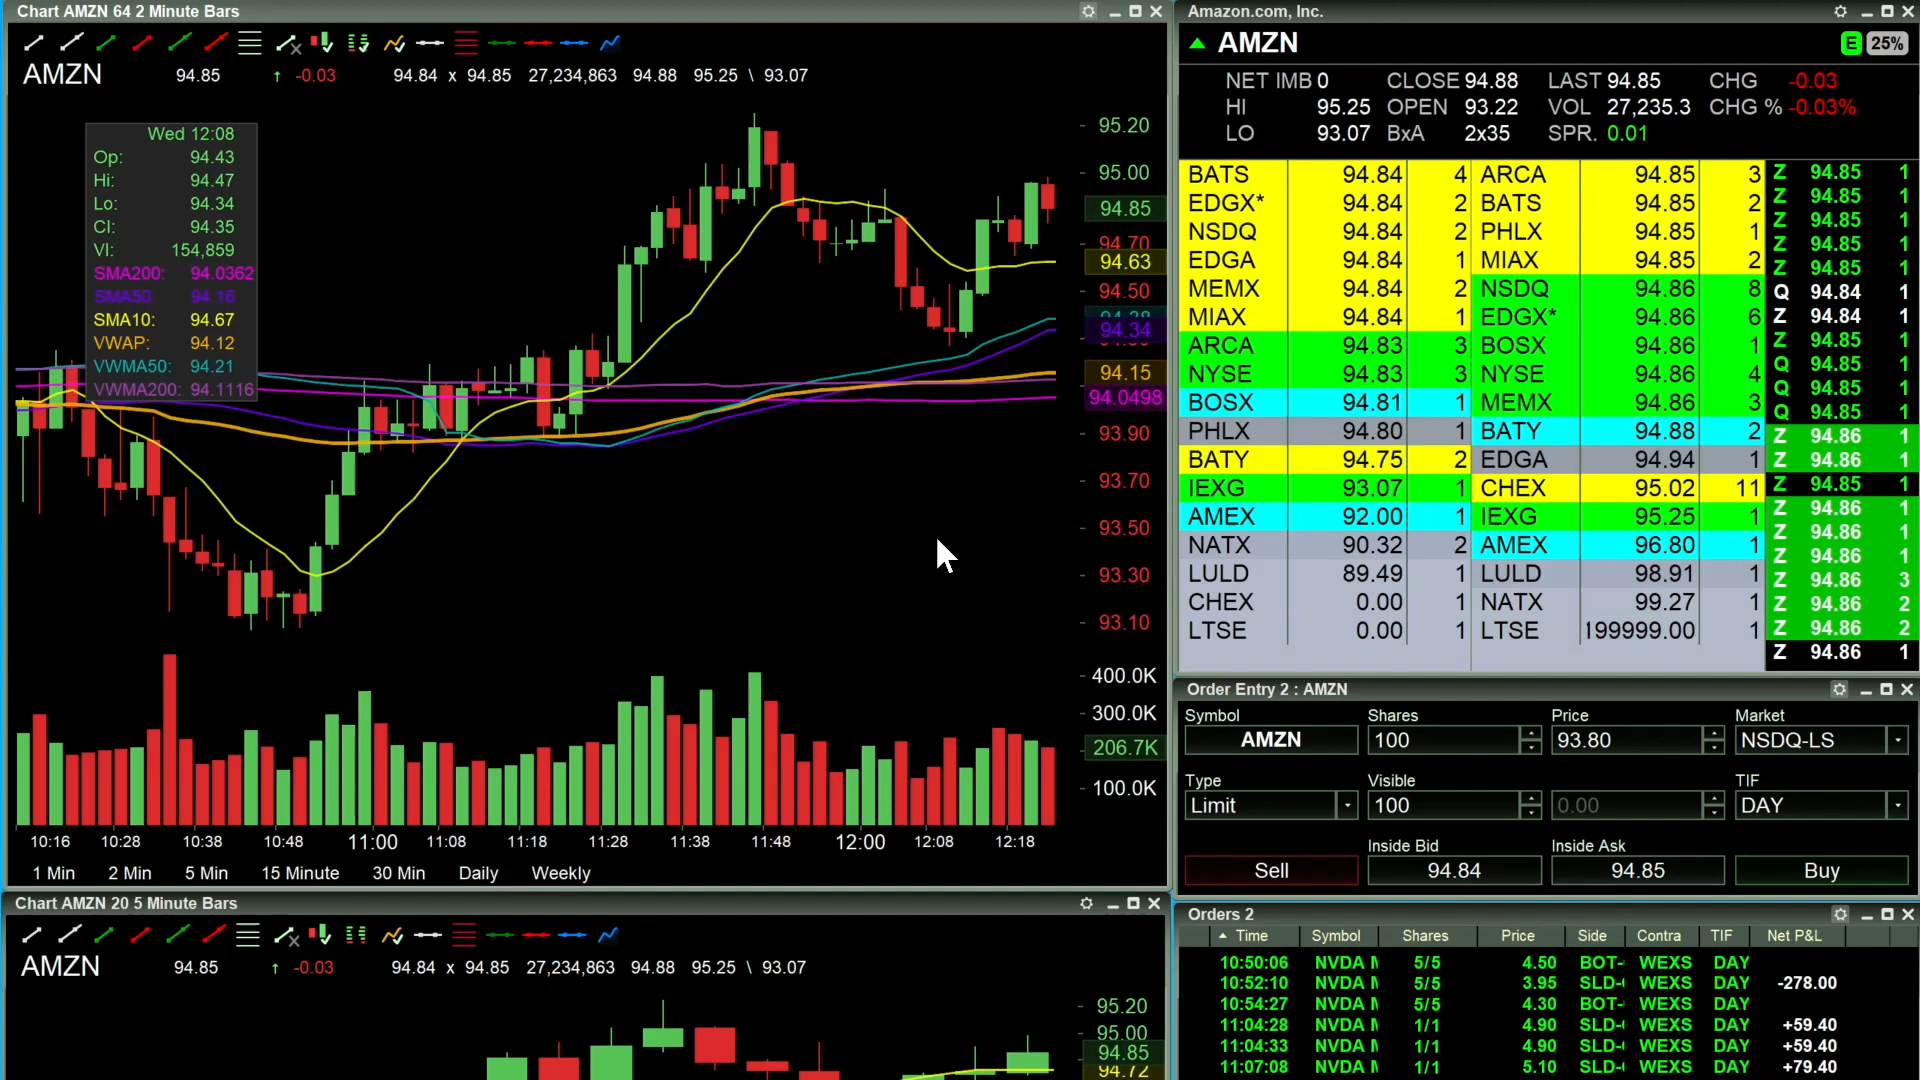 Chart AMZN 64 2 Minute Bars
AMZN 94.85 ↑ -0.03 94.84 x 94.85 27,234,863 94.88 95.25 \ 93.07
Wed 12:08
Op: 94.43
Hi: 94.47
Lo: 94.34
Cl: 94.35
Vl: 154,859
SMA200: 94.0362
SMA50: 94.16
SMA10: 94.67
VWAP: 94.12
VWMA50: 94.21
VWMA200: 94.1116
95.20
95.00
94.85
94.70
94.63
94.50
94.34
94.15
94.0498
93.90
93.70
93.50
93.30
93.10
400.0K
300.0K
206.7K
100.0K
10:16 10:28 10:38 10:48 11:00 11:08 11:18 11:28 11:38 11:48 12:00 12:08 12:18
1 Min 2 Min 5 Min 15 Minute 30 Min Daily Weekly
Chart AMZN 20 5 Minute Bars
AMZN 94.85 ↑ -0.03 94.84 x 94.85 27,234,863 94.88 95.25 \ 93.07
95.20
95.00
94.85
94.72
Amazon.com, Inc.
AMZN E 25%
NET IMB 0 CLOSE 94.88 LAST 94.85 CHG -0.03
HI 95.25 OPEN 93.22 VOL 27,235.3 CHG % -0.03%
LO 93.07 BxA 2x35 SPR. 0.01
BATS 94.84 4 ARCA 94.85 3
EDGX* 94.84 2 BATS 94.85 2
NSDQ 94.84 2 PHLX 94.85 1
EDGA 94.84 1 MIAX 94.85 2
MEMX 94.84 2 NSDQ 94.86 8
MIAX 94.84 1 EDGX* 94.86 6
ARCA 94.83 3 BOSX 94.86 1
NYSE 94.83 3 NYSE 94.86 4
BOSX 94.81 1 MEMX 94.86 3
PHLX 94.80 1 BATY 94.88 2
BATY 94.75 2 EDGA 94.94 1
IEXG 93.07 1 CHEX 95.02 11
AMEX 92.00 1 IEXG 95.25 1
NATX 90.32 2 AMEX 96.80 1
LULD 89.49 1 LULD 98.91 1
CHEX 0.00 1 NATX 99.27 1
LTSE 0.00 1 LTSE 199999.00 1
Z 94.85 1
Z 94.85 1
Z 94.85 1
Z 94.85 1
Z 94.85 1
Q 94.84 1
Z 94.84 1
Z 94.85 1
Q 94.85 1
Q 94.85 1
Q 94.85 1
Z 94.86 1
Z 94.86 1
Z 94.85 1
Z 94.86 1
Z 94.86 1
Z 94.86 1
Z 94.86 3
Z 94.86 2
Z 94.86 2
Z 94.86 1
Order Entry 2 : AMZN
Symbol Shares Price Market
AMZN 100 93.80 NSDQ-LS
Type Visible TIF
Limit 100 0.00 DAY
Inside Bid Inside Ask
Sell 94.84 94.85 Buy
Orders 2
Time Symbol Shares Price Side Contra TIF Net P&L
10:50:06 NVDA 5/5 4.50 BOT- WEXS DAY
10:52:10 NVDA 5/5 3.95 SLD- WEXS DAY -278.00
10:54:27 NVDA 5/5 4.30 BOT- WEXS DAY
11:04:28 NVDA 1/1 4.90 SLD- WEXS DAY +59.40
11:04:33 NVDA 1/1 4.90 SLD- WEXS DAY +59.40
11:07:08 NVDA 1/1 5.10 SLD- WEXS DAY +79.40